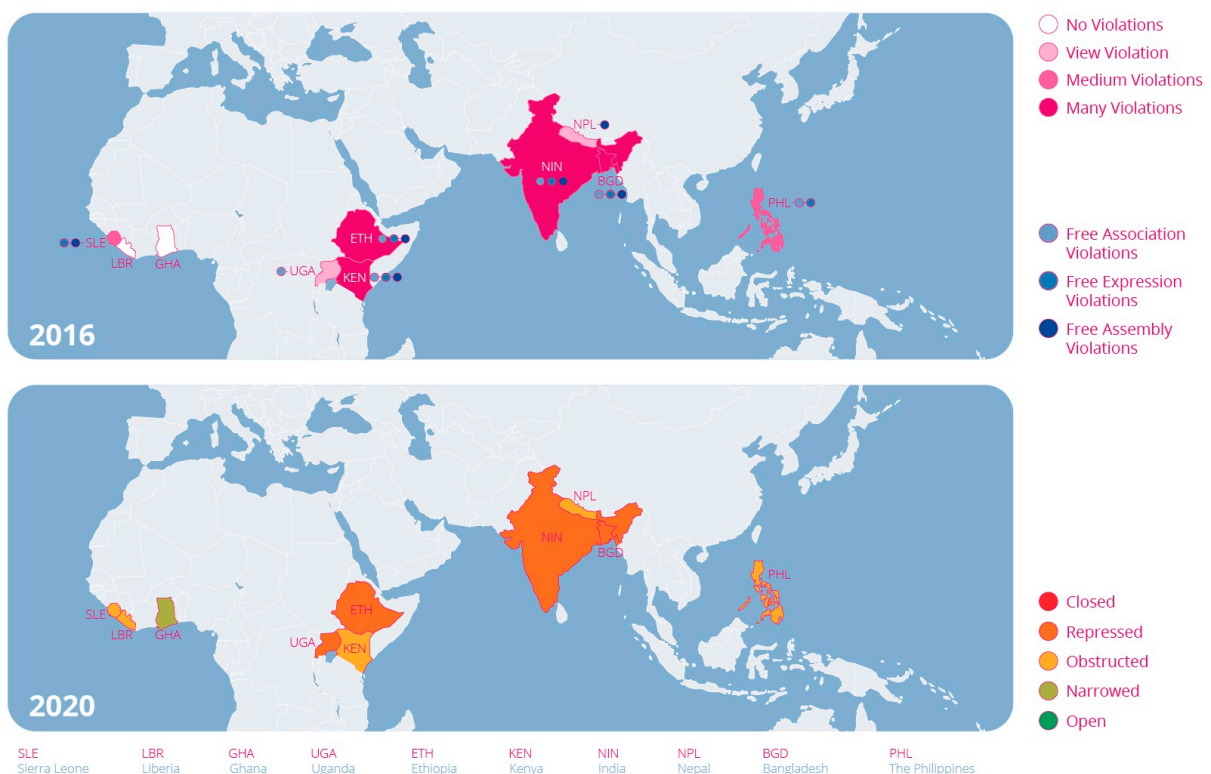 No Violations
View Violation
Medium Violations
Many Violations
NPL
NIN
BGD
PHL
ETH
SLE
LBR
GHA
UGA
KEN
2016
Free Association
Violations
Free Expression
Violations
Free Assembly
Violations
NPL
NIN
BGD
PHL
ETH
SLE
LBR
GHA
UGA
KEN
2020
Closed
Repressed
Obstructed
Narrowed
Open
SLE LBR GHA UGA ETH KEN NIN NPL BGD PHL
Sierra Leone Liberia Ghana Uganda Ethiopia Kenya India Nepal Bangladesh The Philippines